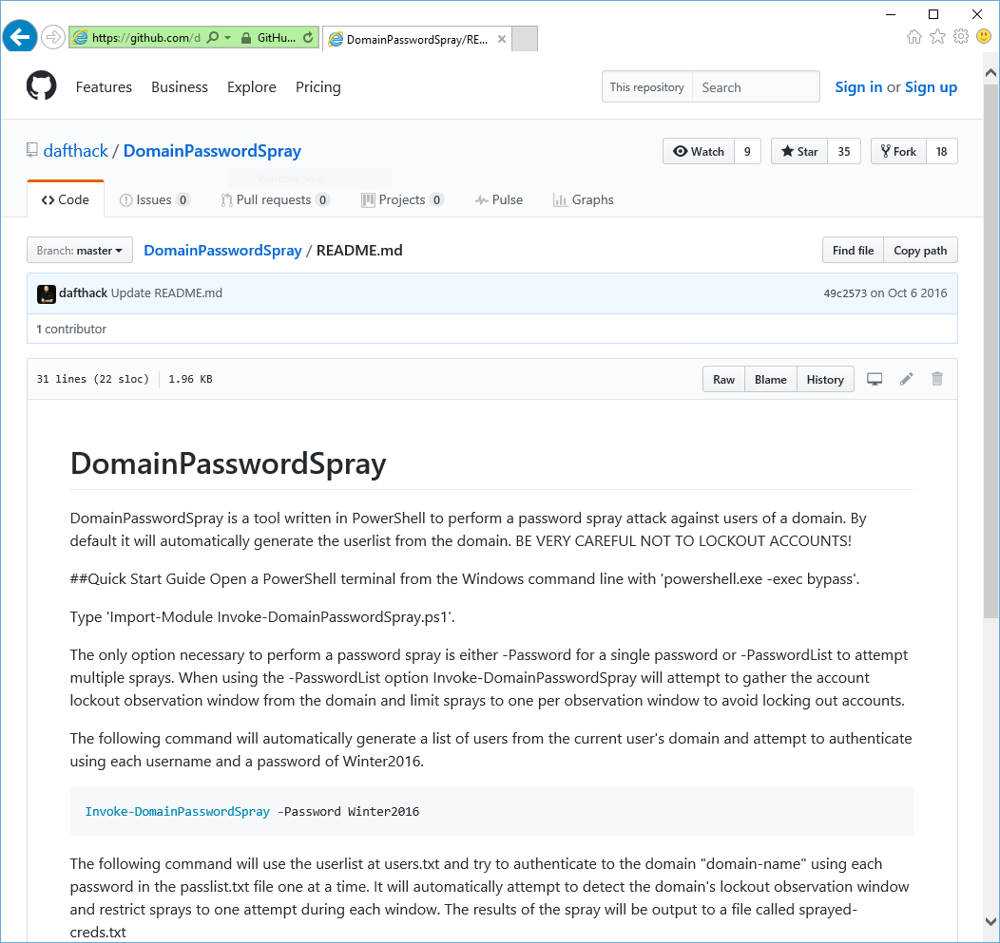 https://github.com/d
GitHu...
DomainPasswordSpray/RE...
Features Business Explore Pricing
This repository Search
Sign in or Sign up
dafthack / DomainPasswordSpray
Watch 9 Star 35 Fork 18
Window Snip
Code Issues 0 Pull requests 0 Projects 0 Pulse Graphs
Branch: master DomainPasswordSpray / README.md Find file Copy path
dafthack Update README.md 49c2573 on Oct 6 2016
1 contributor
31 lines (22 sloc) 1.96 KB Raw Blame History
DomainPasswordSpray
DomainPasswordSpray is a tool written in PowerShell to perform a password spray attack against users of a domain. By
default it will automatically generate the userlist from the domain. BE VERY CAREFUL NOT TO LOCKOUT ACCOUNTS!
##Quick Start Guide Open a PowerShell terminal from the Windows command line with 'powershell.exe -exec bypass'.
Type 'Import-Module Invoke-DomainPasswordSpray.ps1'.
The only option necessary to perform a password spray is either -Password for a single password or -PasswordList to attempt
multiple sprays. When using the -PasswordList option Invoke-DomainPasswordSpray will attempt to gather the account
lockout observation window from the domain and limit sprays to one per observation window to avoid locking out accounts.
The following command will automatically generate a list of users from the current user's domain and attempt to authenticate
using each username and a password of Winter2016.
Invoke-DomainPasswordSpray -Password Winter2016
The following command will use the userlist at users.txt and try to authenticate to the domain "domain-name" using each
password in the passlist.txt file one at a time. It will automatically attempt to detect the domain's lockout observation window
and restrict sprays to one attempt during each window. The results of the spray will be output to a file called sprayed-
creds.txt